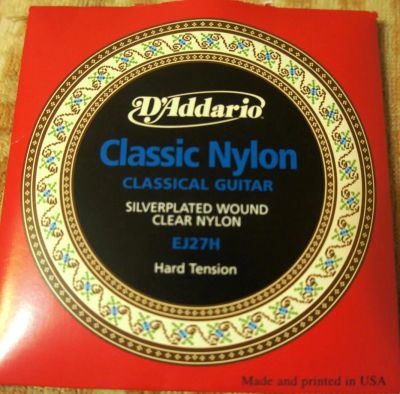 D'Addario
Classic Nylon
CLASSICAL GUITAR
SILVERPLATED WOUND
CLEAR NYLON
EJ27H
Hard Tension
Made and printed in USA